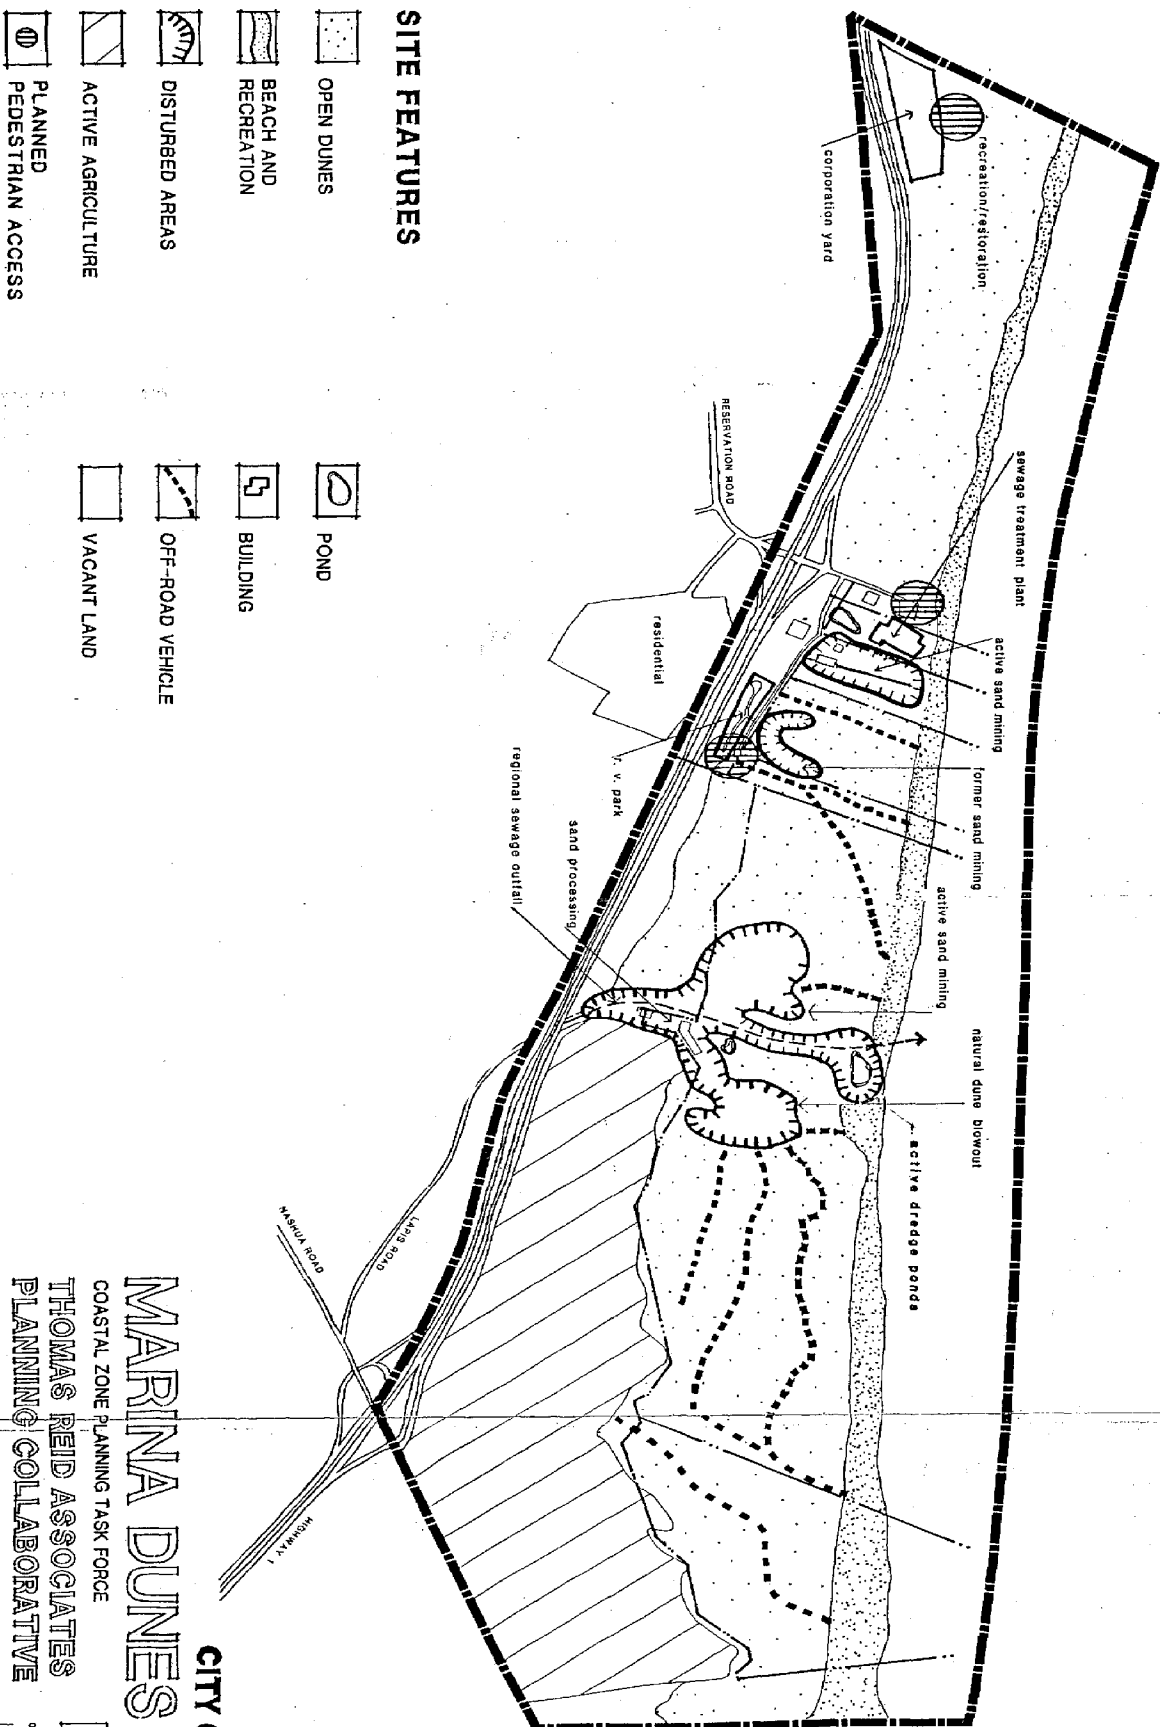 SITE FEATURES
OPEN DUNES
BEACH AND
RECREATION
DISTURBED AREAS
ACTIVE AGRICULTURE
PLANNED
PEDESTRIAN ACCESS
POND
BUILDING
OFF-ROAD VEHICLE
VACANT LAND
recreation/restoration
corporation yard
sewage treatment plant
active sand mining
former sand mining
active sand mining
natural dune blowout
active dredge ponds
RESERVATION ROAD
residential
r. v. park
sand processing
regional sewage outfall
LAPIS ROAD
NASHUA ROAD
HIGHWAY 1
CITY
MARINA DUNES
COASTAL ZONE PLANNING TASK FORCE
THOMAS REID ASSOCIATES
PLANNING COLLABORATIVE